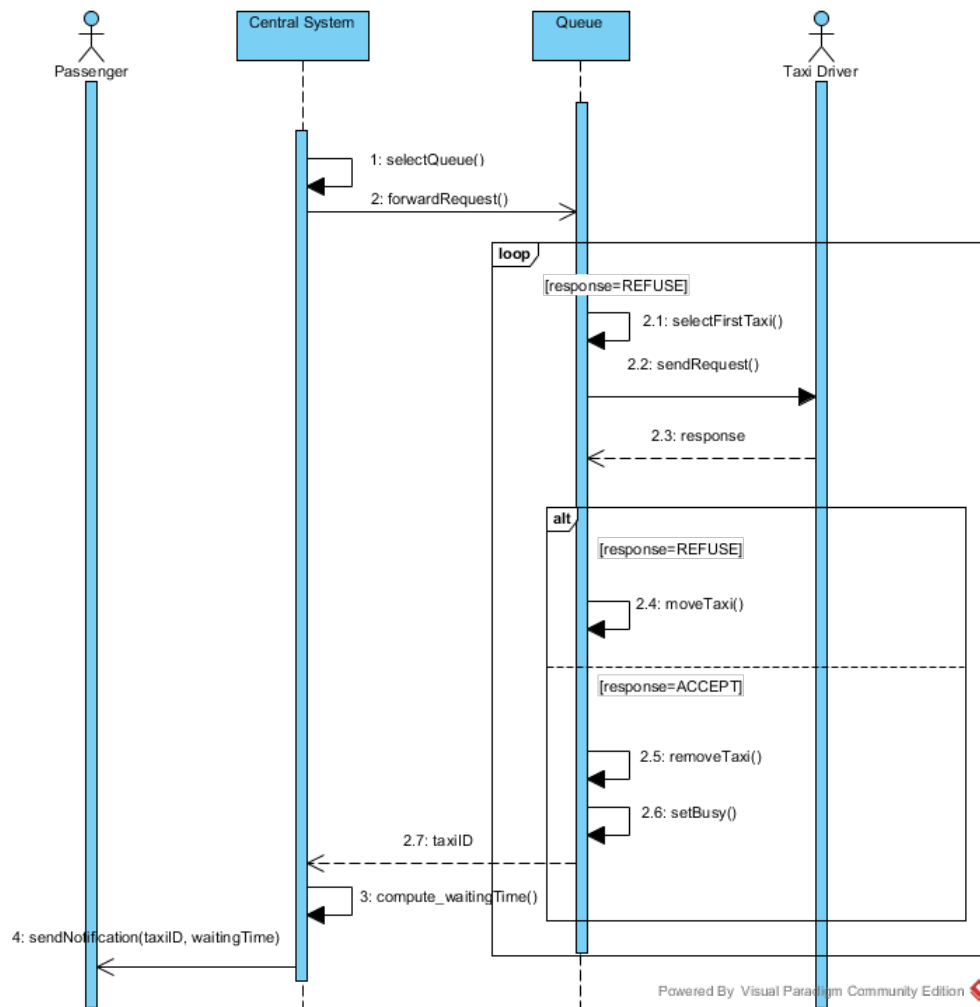 Central System
Queue
Passenger
Taxi Driver
1: selectQueue()
2: forwardRequest()
loop
[response=REFUSE]
2.1: selectFirstTaxi()
2.2: sendRequest()
2.3: response
alt
[response=REFUSE]
2.4: moveTaxi()
[response=ACCEPT]
2.5: removeTaxi()
2.6: setBusy()
2.7: taxiID
3: compute_waitingTime()
4: sendNotification(taxiID, waitingTime)
Powered By Visual Paradigm Community Edition